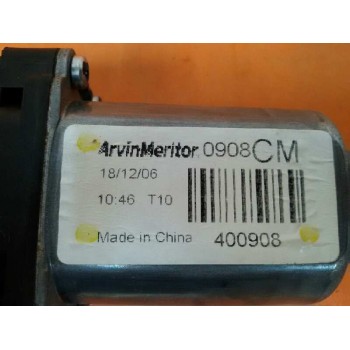 ArvinMeritor 0908CM
18/12/06
10:46 T10
Made in China 400908